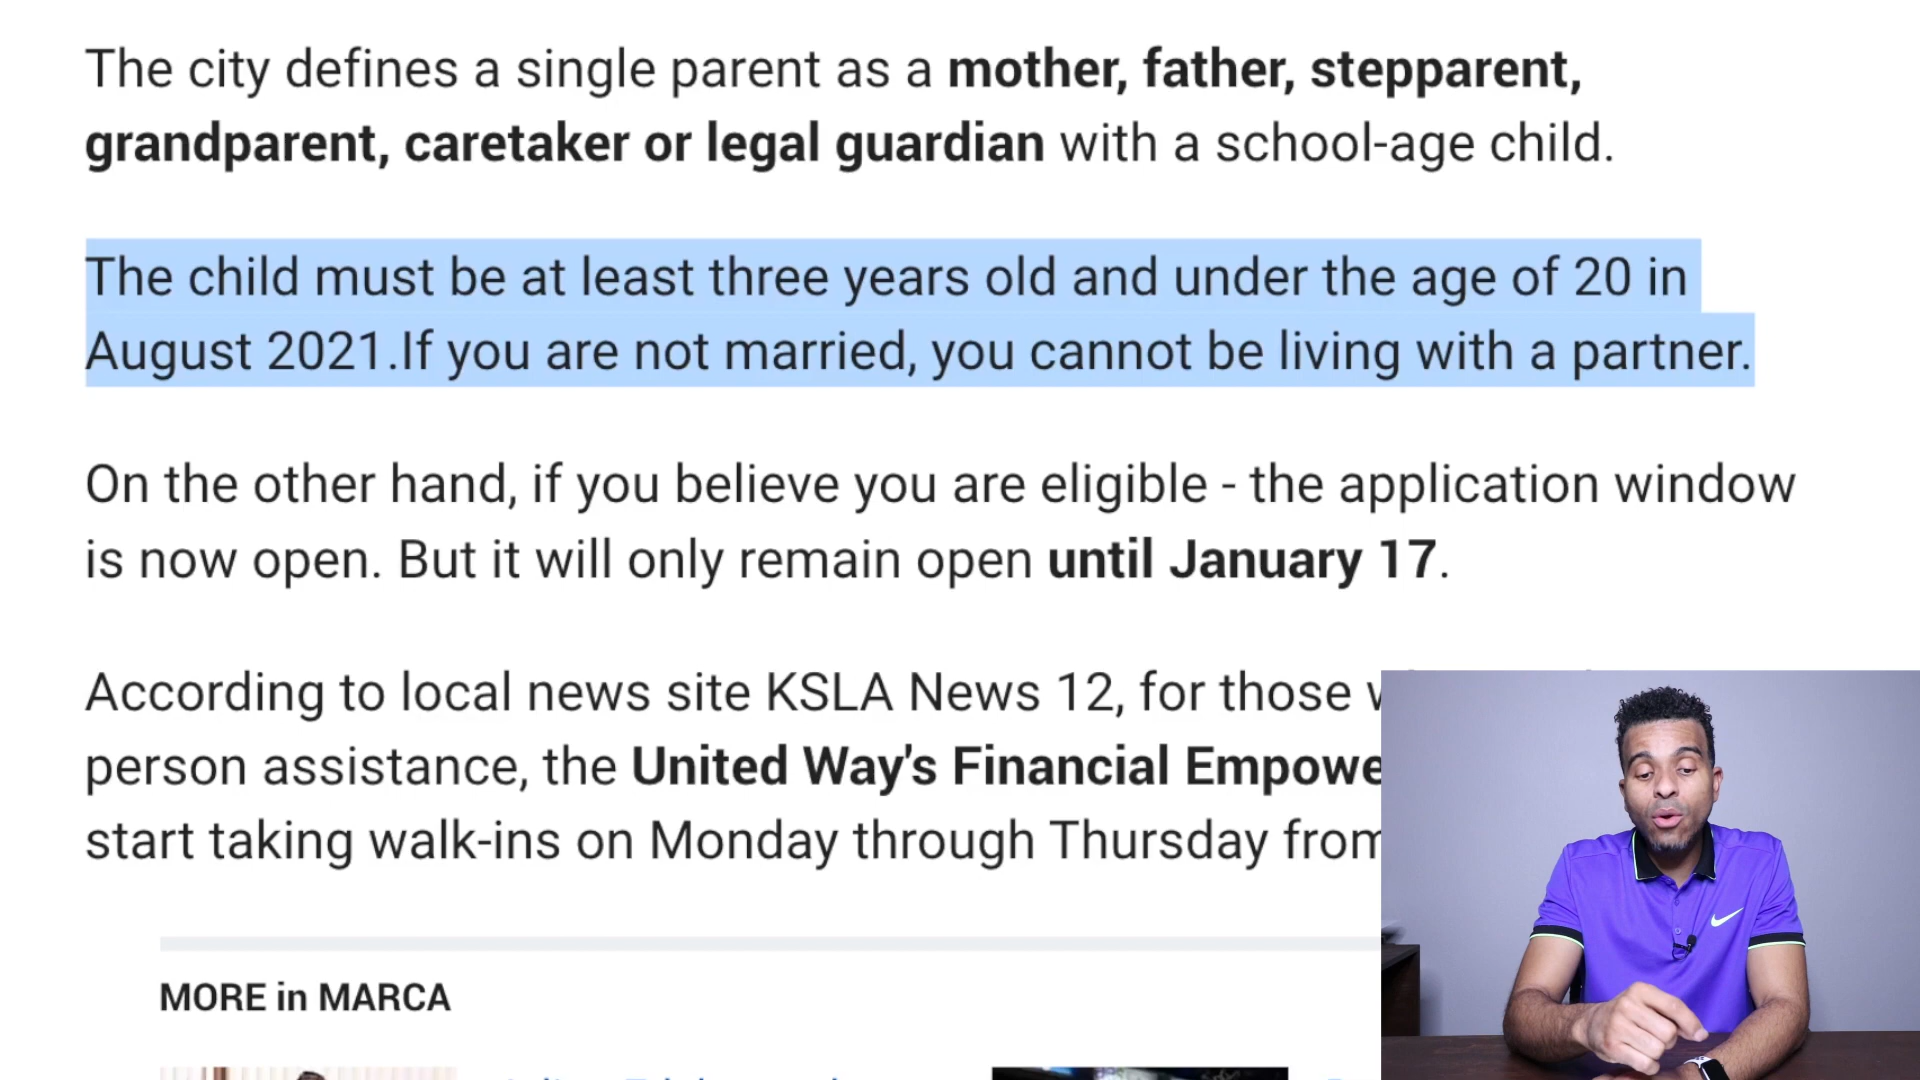 The city defines a single parent as a mother, father, stepparent,
grandparent, caretaker or legal guardian with a school-age child.
The child must be at least three years old and under the age of 20 in
August 2021.If you are not married, you cannot be living with a partner.
On the other hand, if you believe you are eligible - the application window
is now open. But it will only remain open until January 17.
According to local news site KSLA News 12, for those
person assistance, the United Way's Financial
start taking walk-ins on Monday through Thursday from
MORE in MARCA